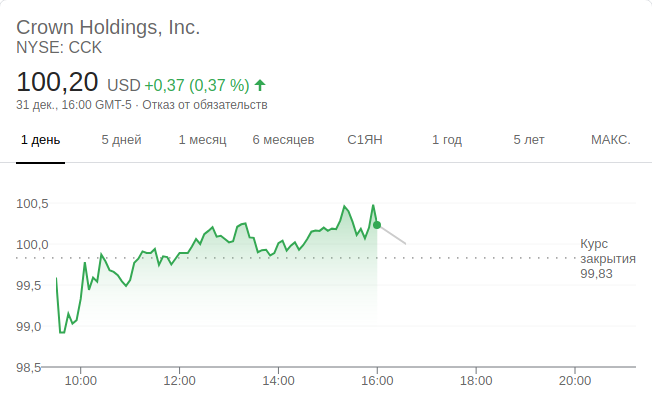 Crown Holdings, Inc.
NYSE: CCK
100,20 USD +0,37 (0,37 %)
31 дек., 16:00 GMT-5 · Отказ от обязательств
1 день 5 дней 1 месяц 6 месяцев С1ЯН 1 год 5 лет МАКС.
100,5
100,0
99,5
99,0
98,5
Курс
закрытия
99,83
10:00 12:00 14:00 16:00 18:00 20:00